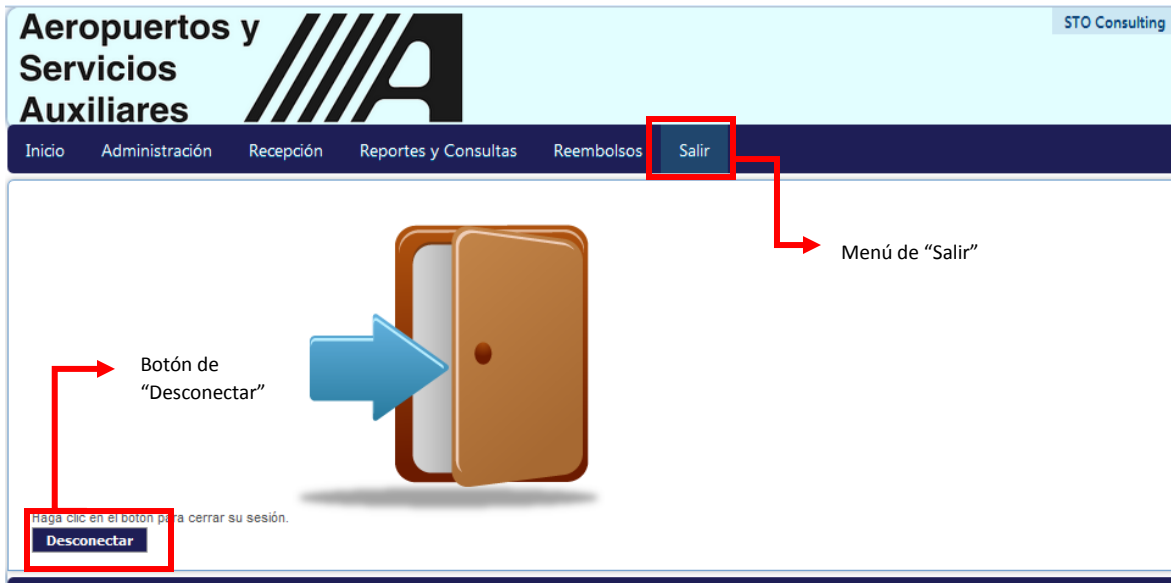 Aeropuertos y
Servicios
Auxiliares
STO Consulting
Inicio Administración Recepción Reportes y Consultas Reembolsos Salir
Menú de “Salir”
Botón de
“Desconectar”
Haga clic en el botón para cerrar su sesión.
Desconectar